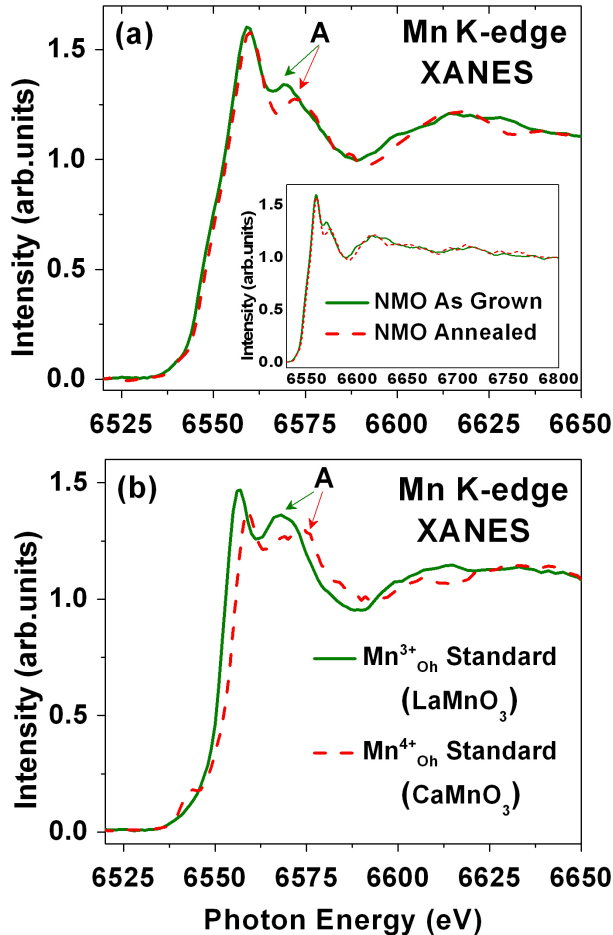 (a)
A
Mn K-edge
XANES
Intensity (arb.units)
1.5
1.0
0.5
0.0
Intensity (arb.units)
1.5
1.0
0.5
0.0
NMO As Grown
NMO Annealed
6550 6600 6650 6700 6750 6800
6525 6550 6575 6600 6625 6650
(b)
A
Mn K-edge
XANES
Intensity (arb.units)
1.5
1.0
0.5
0.0
Mn³⁺Oh Standard
(LaMnO₃)
Mn⁴⁺Oh Standard
(CaMnO₃)
6525 6550 6575 6600 6625 6650
Photon Energy (eV)